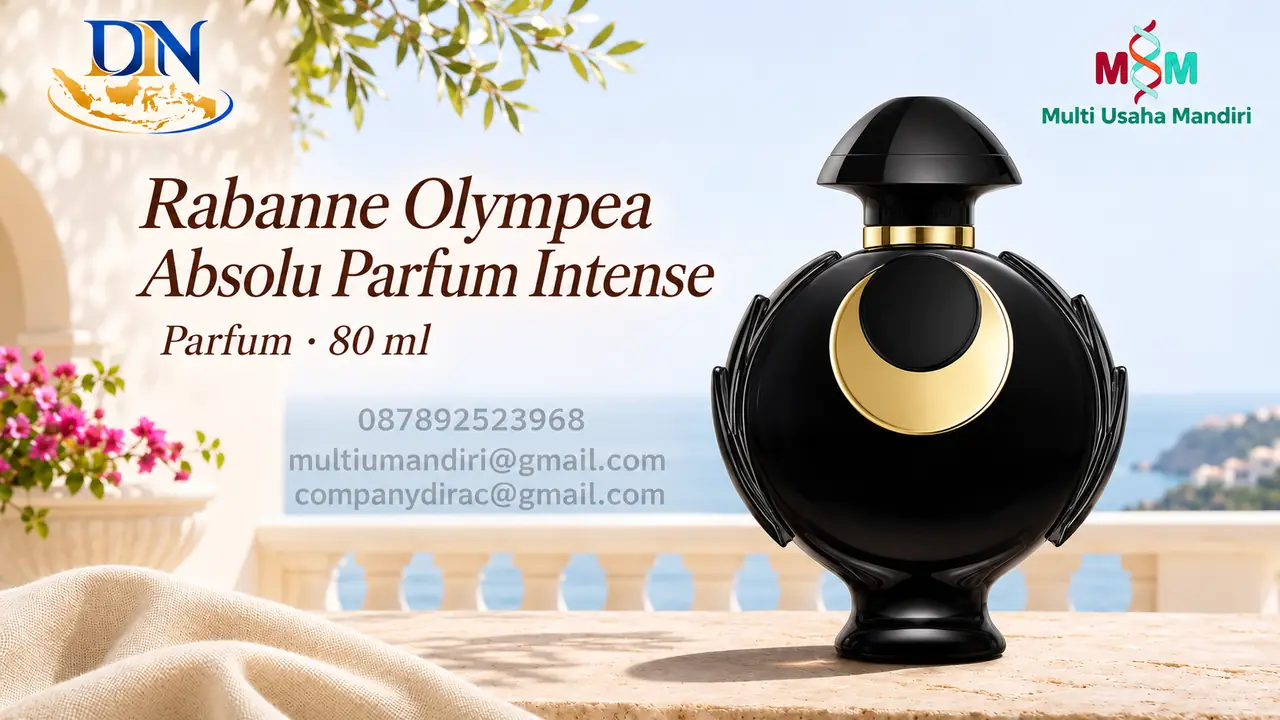 DN
M M
Multi Usaha Mandiri
Rabanne Olympea
Absolu Parfum Intense
Parfum · 80 ml
087892523968
multiumandiri@gmail.com
companydirac@gmail.com